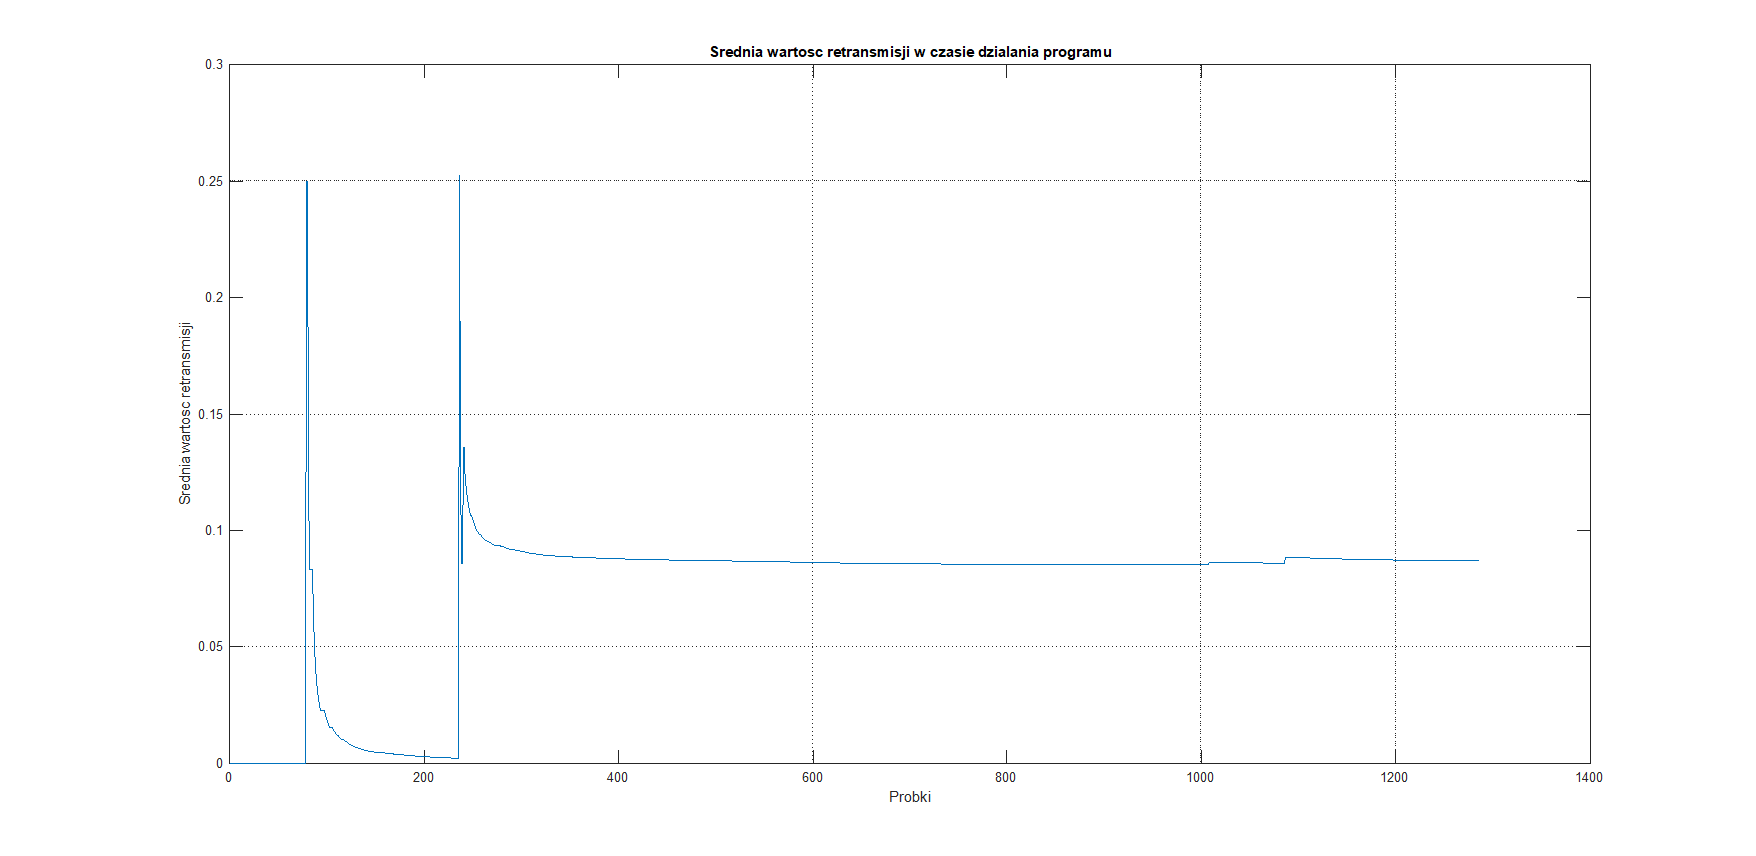 Srednia wartosc retransmisji w czasie dzialania programu
0.3
0.25
0.2
0.15
0.1
0.05
0
Srednia wartosc retransmisji
0 200 400 600 800 1000 1200 1400
Probki